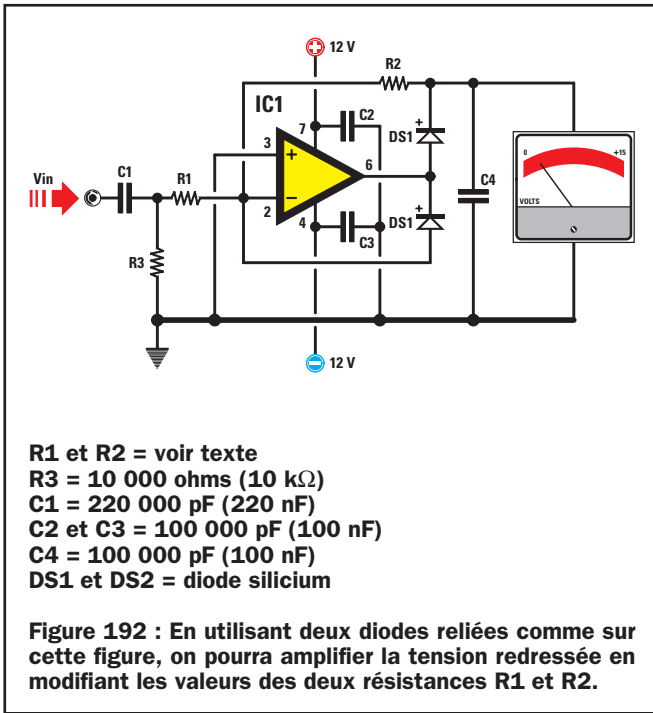 12 V
R2
IC1
C2
7
DS1
3
+
+
Vin
C1
R1
6
C4
0
+15
VOLTS
−
2
+
4
DS1
C3
R3
12 V
R1 et R2 = voir texte
R3 = 10 000 ohms (10 kΩ)
C1 = 220 000 pF (220 nF)
C2 et C3 = 100 000 pF (100 nF)
C4 = 100 000 pF (100 nF)
DS1 et DS2 = diode silicium
Figure 192 : En utilisant deux diodes reliées comme sur
cette figure, on pourra amplifier la tension redressée en
modifiant les valeurs des deux résistances R1 et R2.